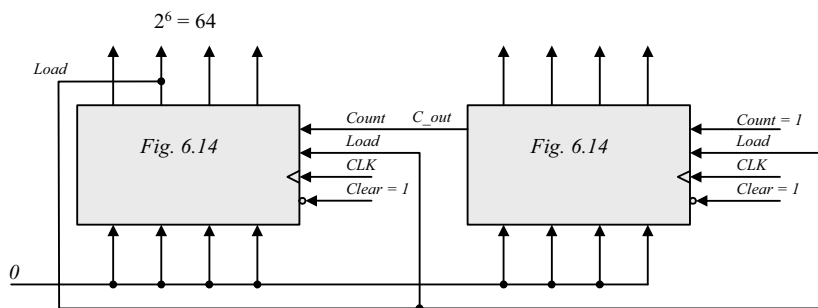 2⁶ = 64
Load
Count
C_out
Count = 1
Fig. 6.14
Load
Fig. 6.14
Load
CLK
CLK
Clear = 1
Clear = 1
0